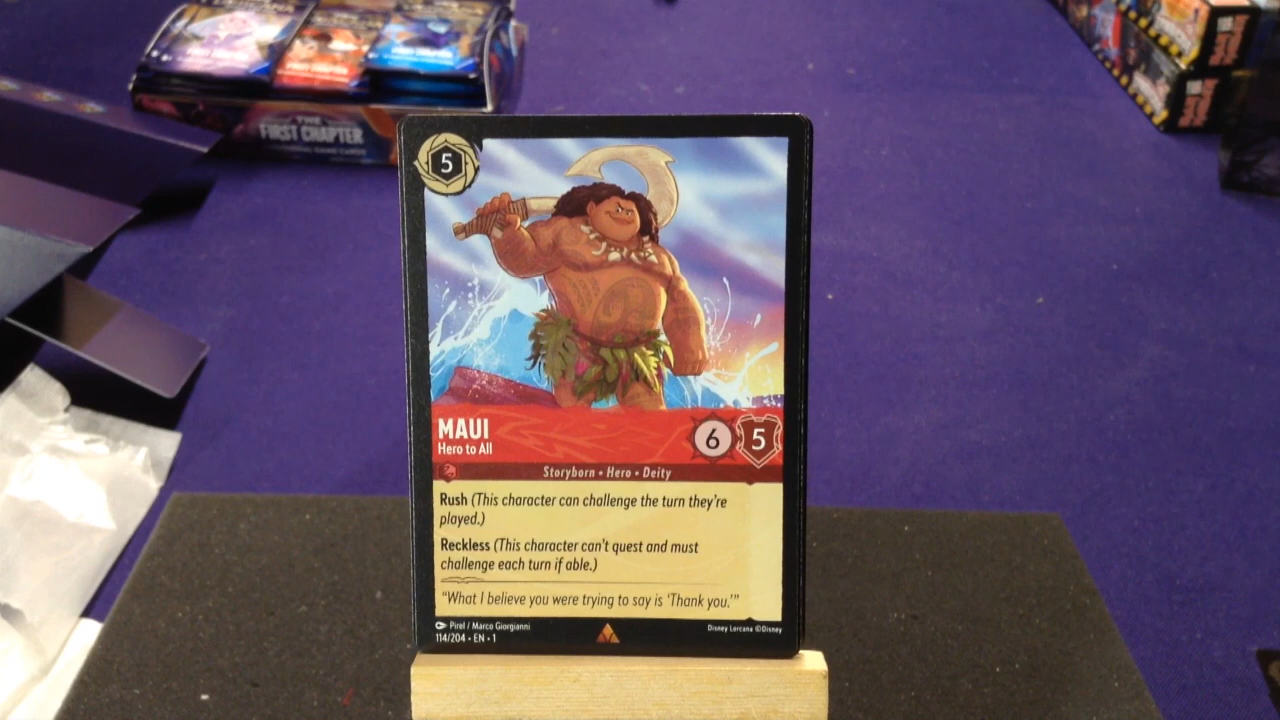 THE
FIRST CHAPTER
5
MAUI
Hero to All
6
5
Storyborn • Hero • Deity
Rush (This character can challenge the turn they're
played.)
Reckless (This character can't quest and must
challenge each turn if able.)
"What I believe you were trying to say is 'Thank you.'"
Pirel / Marco Giorgianni
114/204 • EN • 1
Disney Lorcana ©Disney